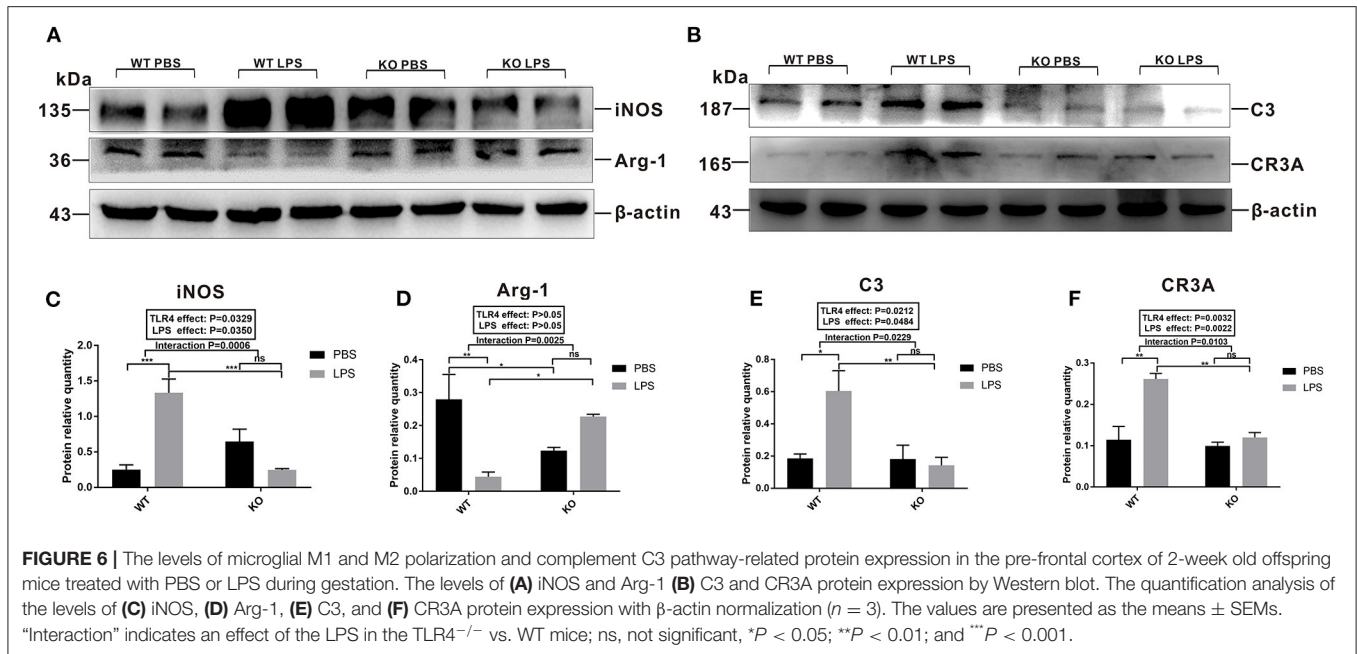 A
kDa
WT PBS WT LPS KO PBS KO LPS
135 iNOS
36 Arg-1
43 β-actin
B
kDa
WT PBS WT LPS KO PBS KO LPS
187 C3
165 CR3A
43 β-actin
C
iNOS
TLR4 effect: P=0.0329
LPS effect: P=0.0350
Interaction P=0.0006
*** ns
***
Protein relative quantity
2.0
1.5
1.0
0.5
0.0
WT KO
PBS
LPS
D
Arg-1
TLR4 effect: P>0.05
LPS effect: P>0.05
Interaction P=0.0025
** ns
*
*
Protein relative quantity
0.4
0.3
0.2
0.1
0.0
WT KO
PBS
LPS
E
C3
TLR4 effect: P=0.0212
LPS effect: P=0.0484
Interaction P=0.0229
* ns
**
Protein relative quantity
0.8
0.6
0.4
0.2
0.0
WT KO
PBS
LPS
F
CR3A
TLR4 effect: P=0.0032
LPS effect: P=0.0022
Interaction P=0.0103
** ns
**
Protein relative quantity
0.3
0.2
0.1
0.0
WT KO
PBS
LPS
FIGURE 6 | The levels of microglial M1 and M2 polarization and complement C3 pathway-related protein expression in the pre-frontal cortex of 2-week old offspring
mice treated with PBS or LPS during gestation. The levels of (A) iNOS and Arg-1 (B) C3 and CR3A protein expression by Western blot. The quantification analysis of
the levels of (C) iNOS, (D) Arg-1, (E) C3, and (F) CR3A protein expression with β-actin normalization (n = 3). The values are presented as the means ± SEMs.
“Interaction” indicates an effect of the LPS in the TLR4−/− vs. WT mice; ns, not significant, *P < 0.05; **P < 0.01; and ***P < 0.001.